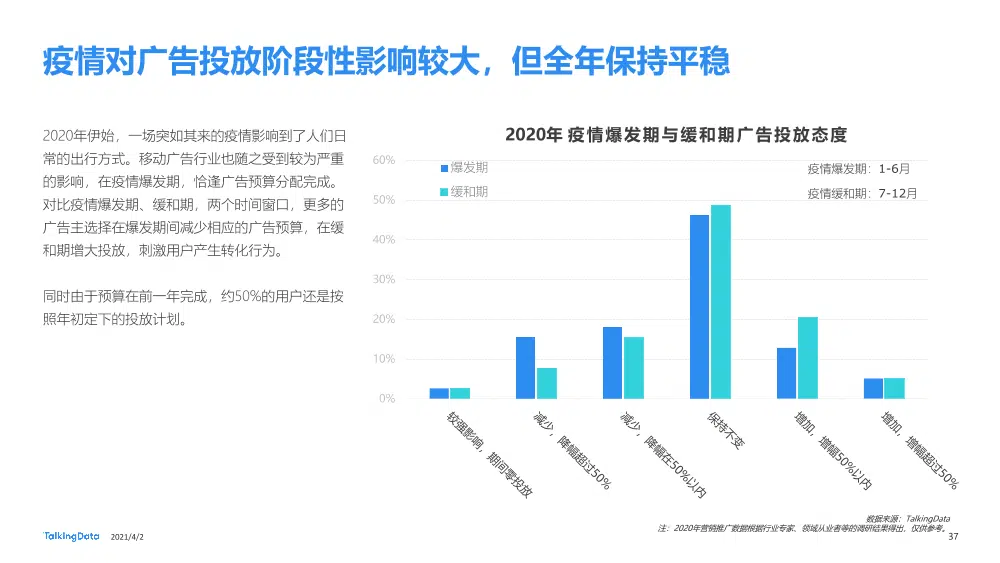 疫情对广告投放阶段性影响较大，但全年保持平稳
2020年伊始，一场突如其来的疫情影响到了人们日
常的出行方式。移动广告行业也随之受到较为严重
的影响，在疫情爆发期，恰逢广告预算分配完成。
对比疫情爆发期、缓和期，两个时间窗口，更多的
广告主选择在爆发期间减少相应的广告预算，在缓
和期增大投放，刺激用户产生转化行为。
同时由于预算在前一年完成，约50%的用户还是按
照年初定下的投放计划。
2020年 疫情爆发期与缓和期广告投放态度
爆发期
缓和期
疫情爆发期：1-6月
疫情缓和期：7-12月
60%
50%
40%
30%
20%
10%
0%
较强影响，期间零投放
减少，降幅超过50%
减少，降幅在50%以内
保持不变
增加，增幅50%以内
增加，增幅超过50%
数据来源：TalkingData
注：2020年营销推广数据根据行业专家、领域从业者等的调研结果得出，仅供参考。
TalkingData
2021/4/2
37